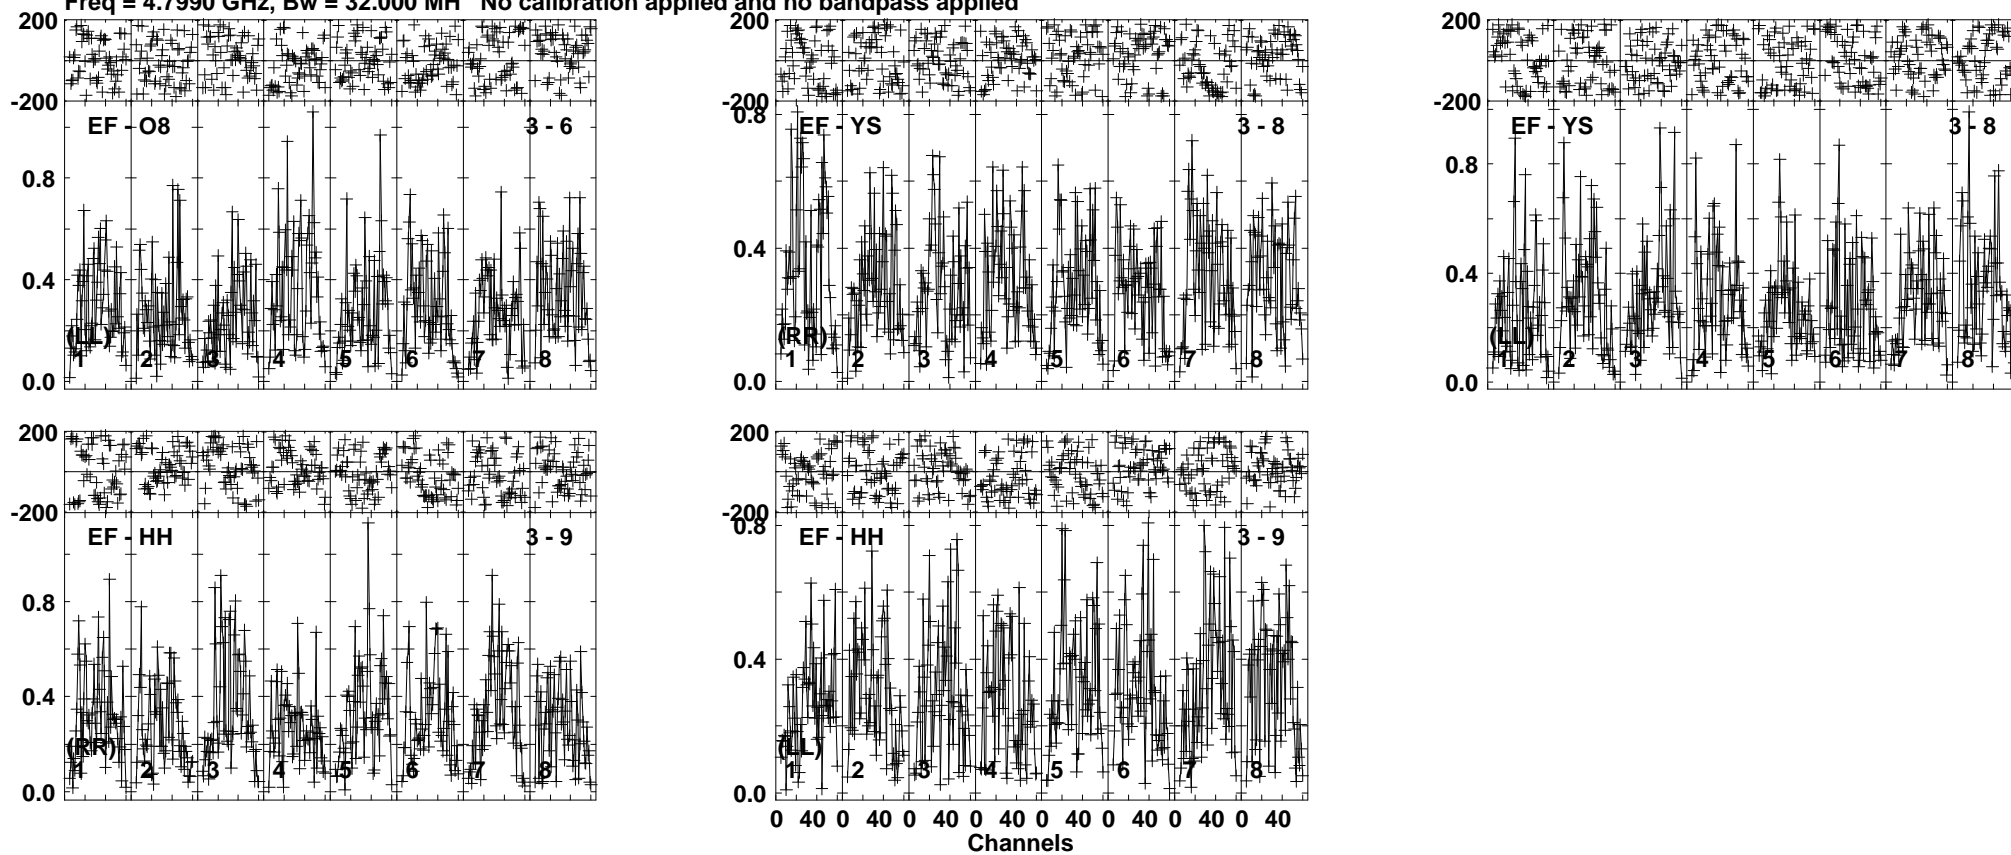 Freq = 4.7990 GHz, Bw = 32.000 MH No calibration applied and no bandpass applied
200
-200
EF - O8
3 - 6
0.8
0.4
0.0
(LL)
1 2 3 4 5 6 7 8
200
-200
0.8
EF - YS
3 - 8
0.4
0.0
(RR)
1 2 3 4 5 6 7 8
200
-200
EF - YS
3 - 8
0.8
0.4
0.0
(LL)
1 2 3 4 5 6 7 8
200
-200
EF - HH
3 - 9
0.8
0.4
0.0
(RR)
1 2 3 4 5 6 7 8
200
-200
0.8
EF - HH
3 - 9
0.4
0.0
(LL)
1 2 3 4 5 6 7 8
0 40 0 40 0 40 0 40 0 40 0 40 0 40 0 40
Channels